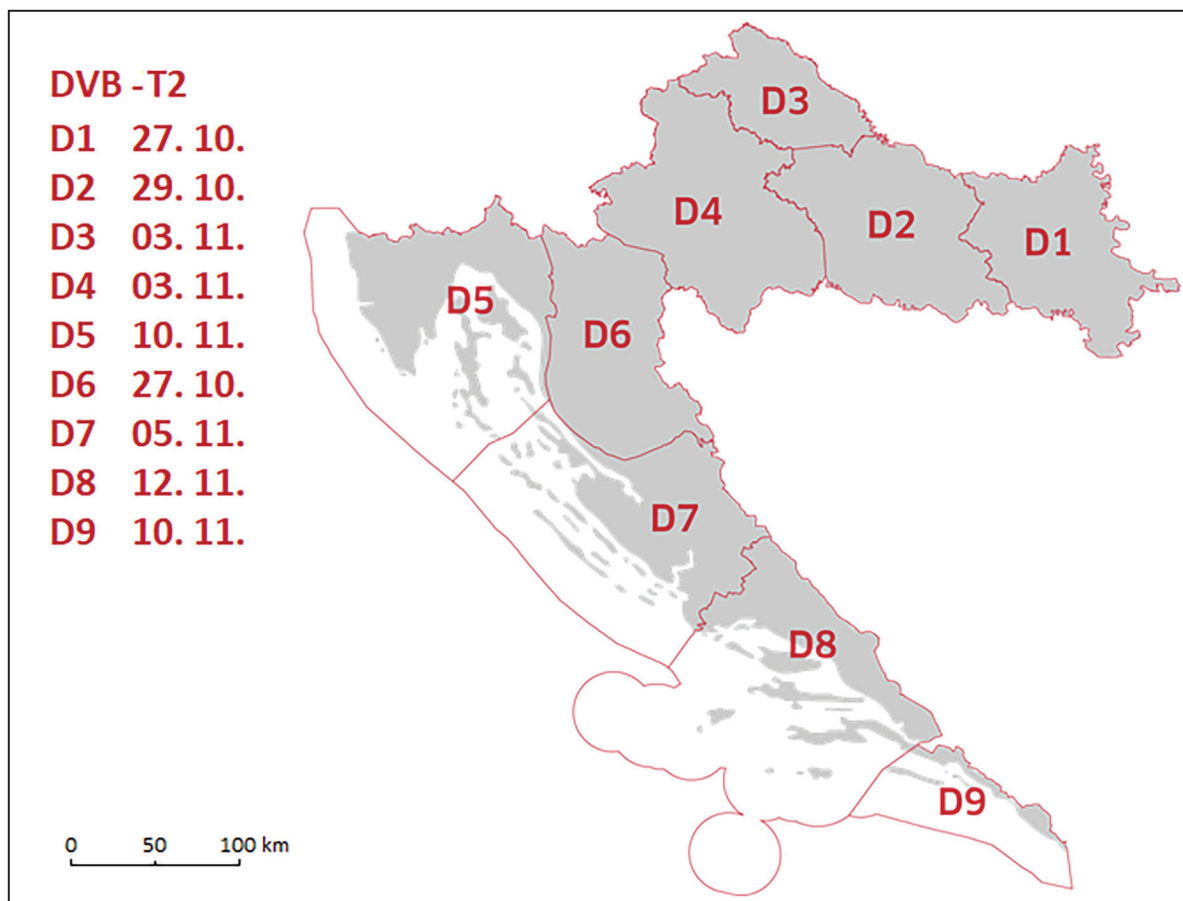 DVB -T2
D1 27. 10.
D2 29. 10.
D3 03. 11.
D4 03. 11.
D5 10. 11.
D6 27. 10.
D7 05. 11.
D8 12. 11.
D9 10. 11.
D3
D4
D2
D1
D5
D6
D7
D8
D9
0 50 100 km